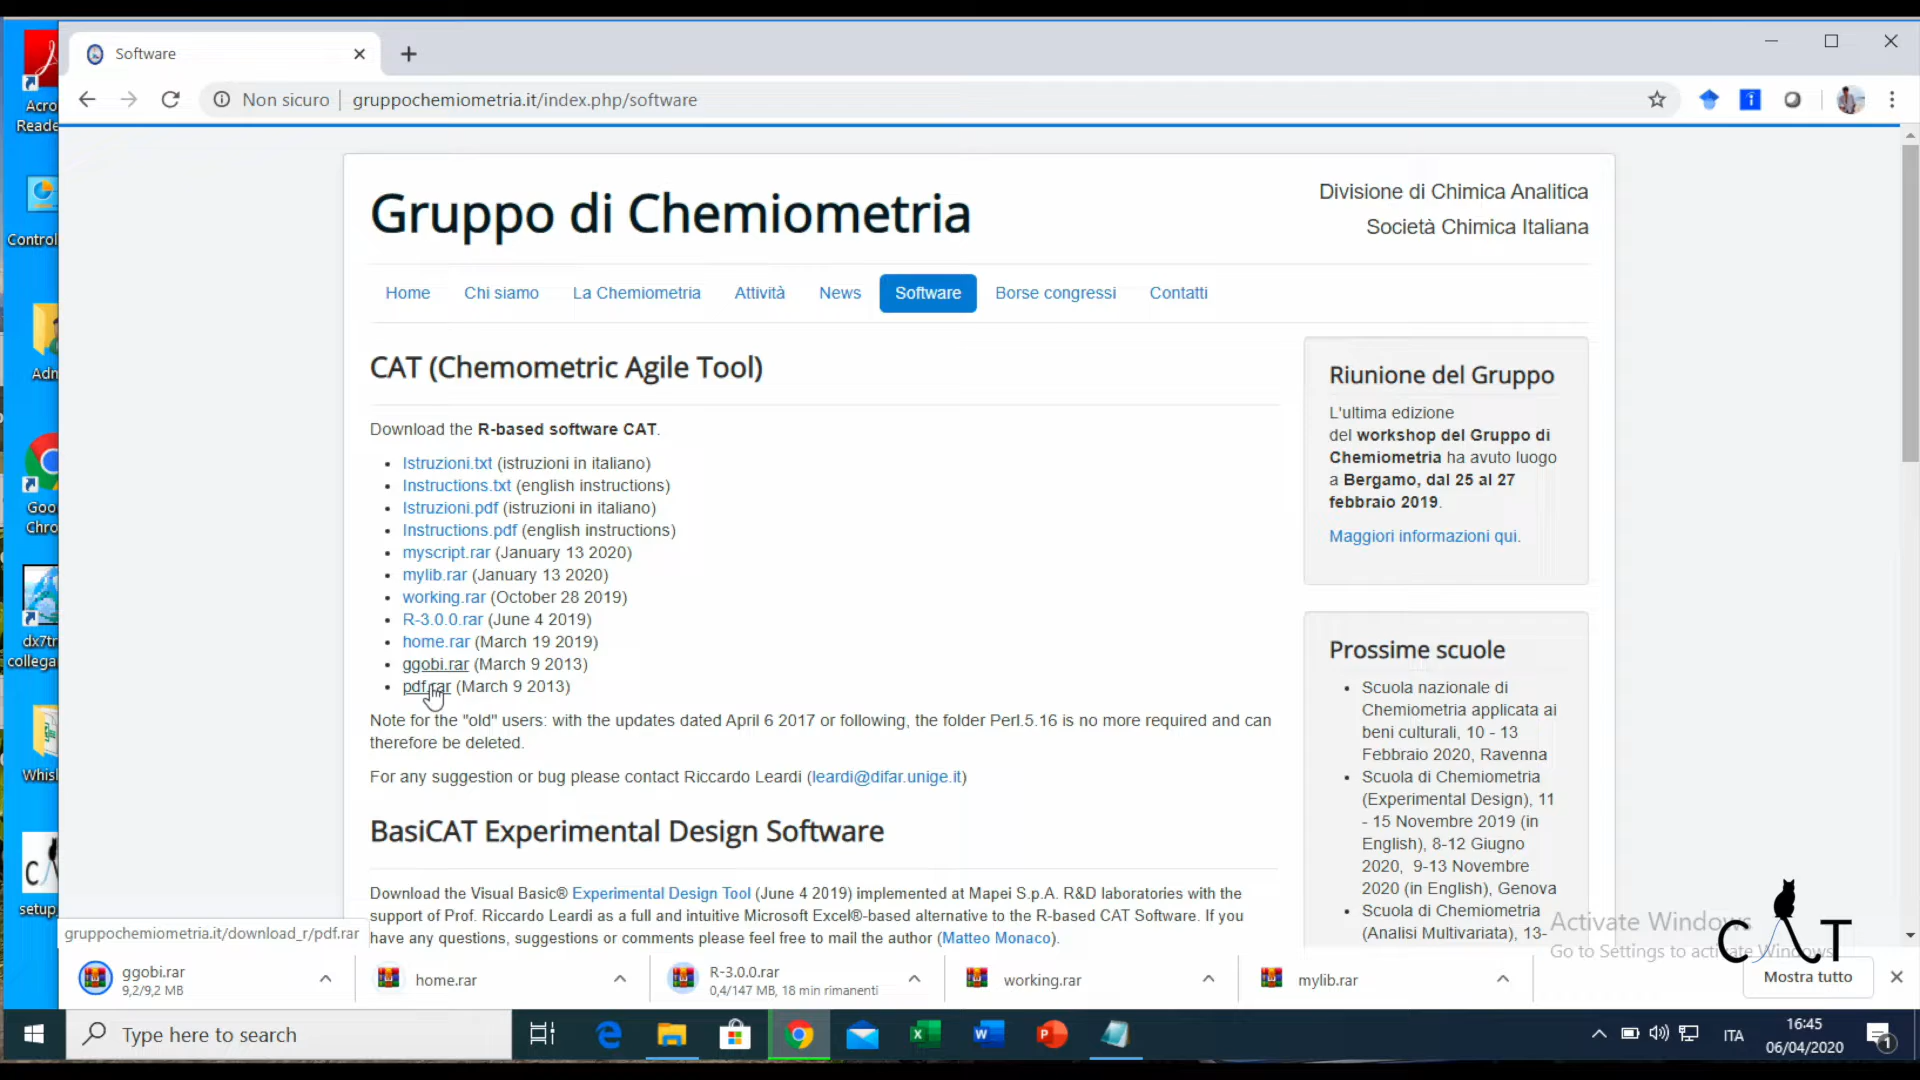 Software
Non sicuro
gruppochemiometria.it/index.php/software
Acro
Reade
Control
Adn
Goo
Chro
dx7tr
collega
Whisl
setup
Gruppo di Chemiometria
Divisione di Chimica Analitica
Società Chimica Italiana
Home
Chi siamo
La Chemiometria
Attività
News
Software
Borse congressi
Contatti
CAT (Chemometric Agile Tool)
Download the R-based software CAT.
Istruzioni.txt (istruzioni in italiano)
Instructions.txt (english instructions)
Istruzioni.pdf (istruzioni in italiano)
Instructions.pdf (english instructions)
myscript.rar (January 13 2020)
mylib.rar (January 13 2020)
working.rar (October 28 2019)
R-3.0.0.rar (June 4 2019)
home.rar (March 19 2019)
ggobi.rar (March 9 2013)
pdf.rar (March 9 2013)
Note for the "old" users: with the updates dated April 6 2017 or following, the folder Perl.5.16 is no more required and can
therefore be deleted.
For any suggestion or bug please contact Riccardo Leardi (leardi@difar.unige.it)
BasiCAT Experimental Design Software
Download the Visual Basic® Experimental Design Tool (June 4 2019) implemented at Mapei S.p.A. R&D laboratories with the
support of Prof. Riccardo Leardi as a full and intuitive Microsoft Excel®-based alternative to the R-based CAT Software. If you
have any questions, suggestions or comments please feel free to mail the author (Matteo Monaco).
Riunione del Gruppo
L'ultima edizione
del workshop del Gruppo di
Chemiometria ha avuto luogo
a Bergamo, dal 25 al 27
febbraio 2019.
Maggiori informazioni qui.
Prossime scuole
Scuola nazionale di
Chemiometria applicata ai
beni culturali, 10 - 13
Febbraio 2020, Ravenna
Scuola di Chemiometria
(Experimental Design), 11
- 15 Novembre 2019 (in
English), 8-12 Giugno
2020, 9-13 Novembre
2020 (in English), Genova
Scuola di Chemiometria
(Analisi Multivariata), 13-
Activate Windows
Go to Settings to activate Windows.
CAT
gruppochemiometria.it/download_r/pdf.rar
ggobi.rar
9,2/9,2 MB
home.rar
R-3.0.0.rar
0,4/147 MB, 18 min rimanenti
working.rar
mylib.rar
Mostra tutto
Type here to search
ITA
16:45
06/04/2020
1